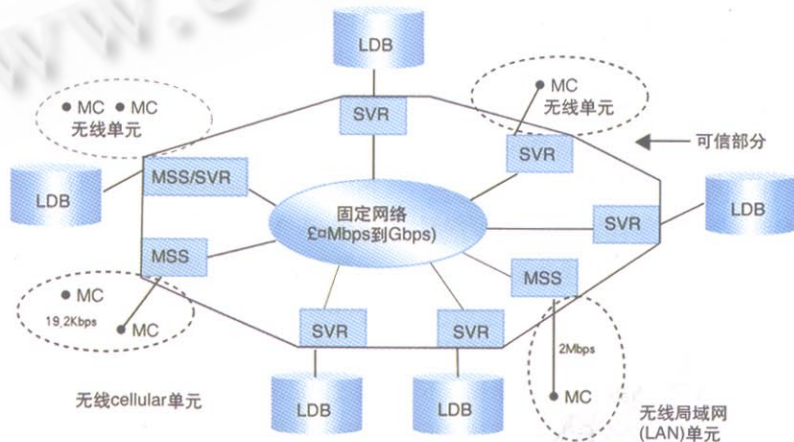 LDB
MC MC
无线单元
SVR
MC
无线单元
可信部分
SVR
MSS/SVR
LDB
固定网络
£¤Mbps到Gbps)
SVR
LDB
MSS
MSS
MC
19.2Kbps
MC
SVR
SVR
2Mbps
MC
无线cellular单元
LDB
LDB
无线局域网
(LAN)单元